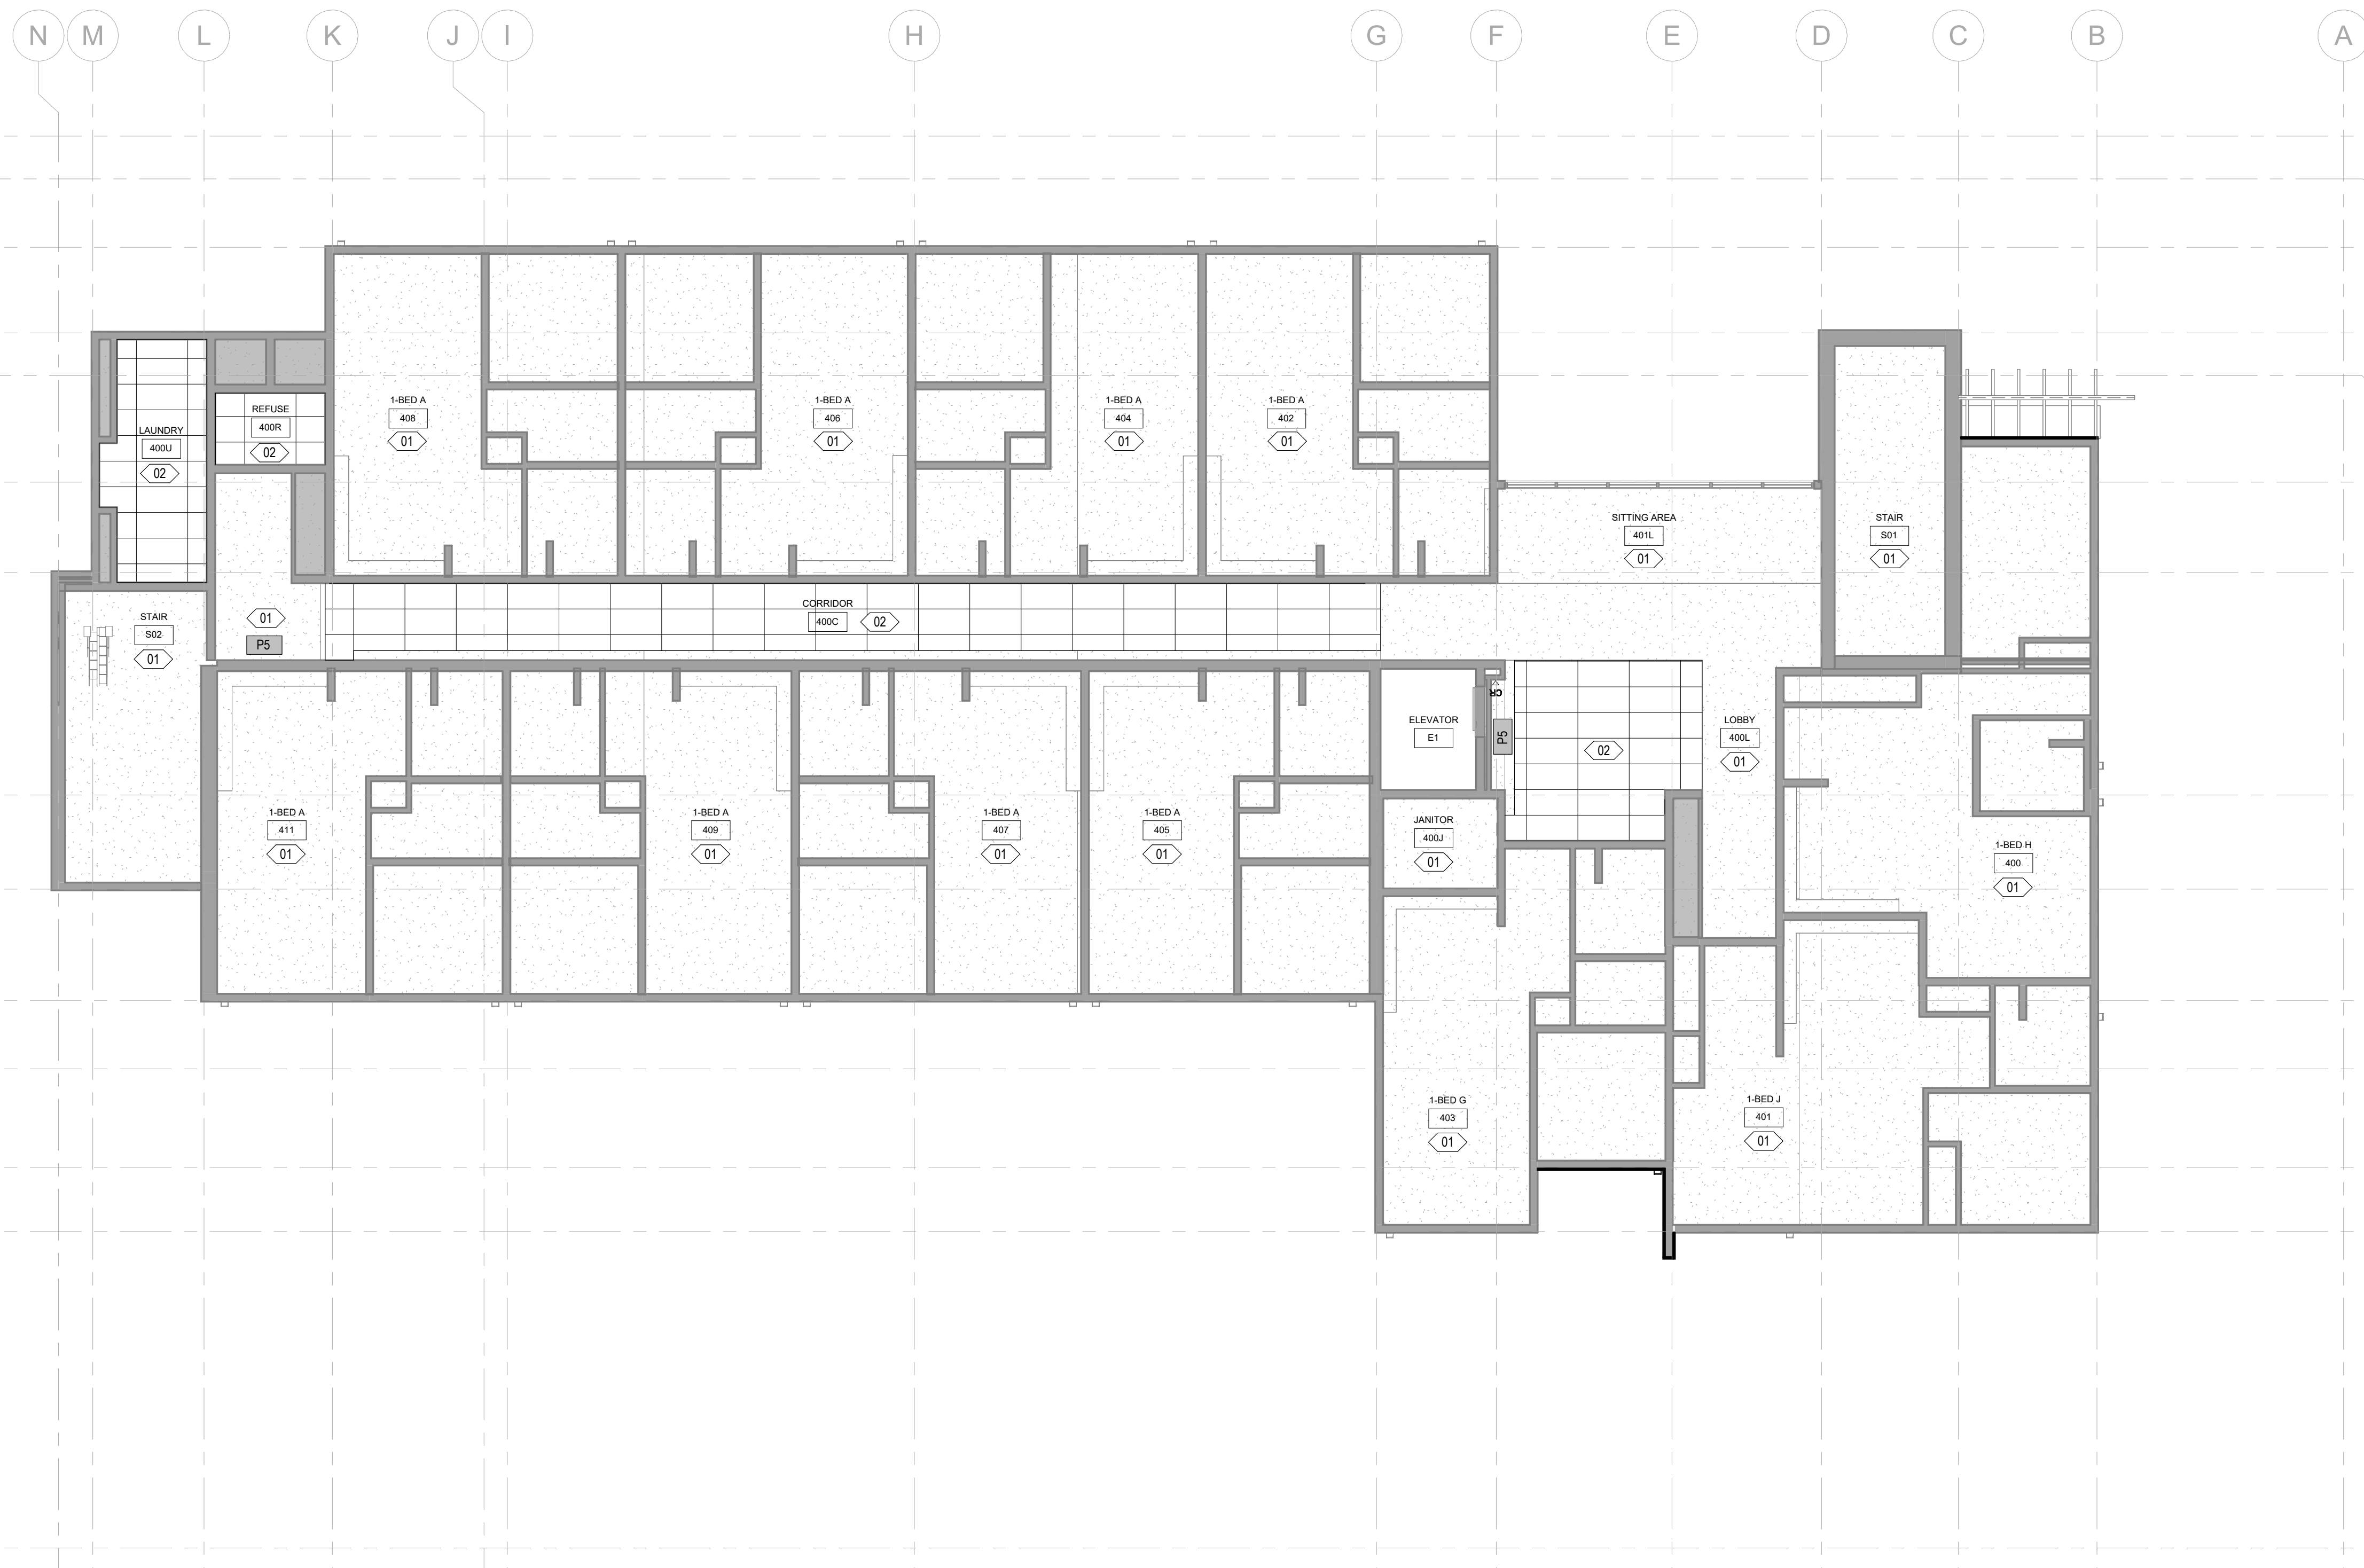 N
M
L
K
J
I
H
G
F
E
D
C
B
A
1-BED A
408
01
1-BED A
406
01
1-BED A
404
01
1-BED A
402
01
REFUSE
400R
02
LAUNDRY
400U
02
SITTING AREA
401L
01
STAIR
S01
01
CORRIDOR
400C
02
01
P5
STAIR
S02
01
CR
ELEVATOR
E1
P5
02
LOBBY
400L
01
1-BED A
411
01
1-BED A
409
01
1-BED A
407
01
1-BED A
405
01
JANITOR
400J
01
1-BED H
400
01
1-BED G
403
01
1-BED J
401
01